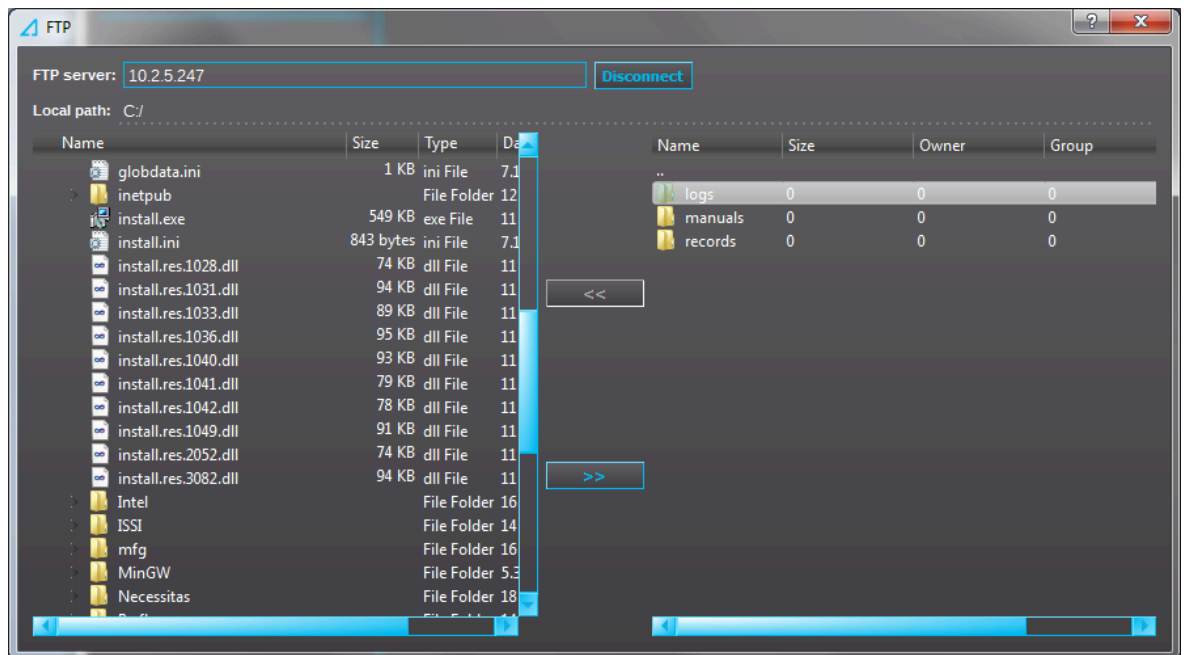 FTP
FTP server: 10.2.5.247 Disconnect
Local path: C:/
Name Size Type Da
globdata.ini 1 KB ini File 7.1
inetpub File Folder 12
install.exe 549 KB exe File 11
install.ini 843 bytes ini File 7.1
install.res.1028.dll 74 KB dll File 11
install.res.1031.dll 94 KB dll File 11
install.res.1033.dll 89 KB dll File 11
install.res.1036.dll 95 KB dll File 11
install.res.1040.dll 93 KB dll File 11
install.res.1041.dll 79 KB dll File 11
install.res.1042.dll 78 KB dll File 11
install.res.1049.dll 91 KB dll File 11
install.res.2052.dll 74 KB dll File 11
install.res.3082.dll 94 KB dll File 11
Intel File Folder 16
ISSI File Folder 14
mfg File Folder 16
MinGW File Folder 5.3
Necessitas File Folder 18
<<
>>
Name Size Owner Group
..
logs 0 0 0
manuals 0 0 0
records 0 0 0